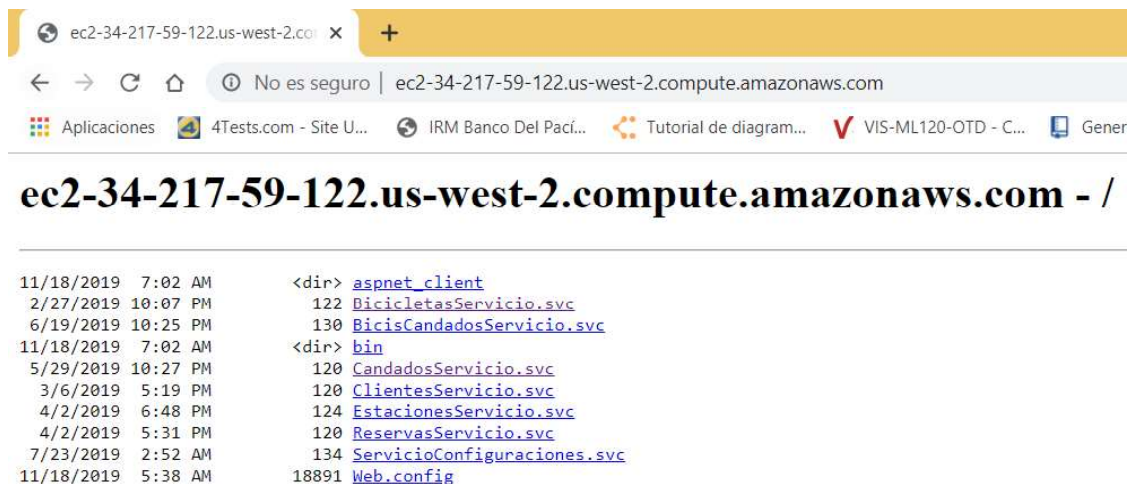 ec2-34-217-59-122.us-west-2.co
No es seguro | ec2-34-217-59-122.us-west-2.compute.amazonaws.com
Aplicaciones 4Tests.com - Site U... IRM Banco Del Pací... Tutorial de diagram... VIS-ML120-OTD - C... Gener
ec2-34-217-59-122.us-west-2.compute.amazonaws.com - /
11/18/2019 7:02 AM <dir> aspnet_client
2/27/2019 10:07 PM 122 BicicletasServicio.svc
6/19/2019 10:25 PM 130 BicisCandadosServicio.svc
11/18/2019 7:02 AM <dir> bin
5/29/2019 10:27 PM 120 CandadosServicio.svc
3/6/2019 5:19 PM 120 ClientesServicio.svc
4/2/2019 6:48 PM 124 EstacionesServicio.svc
4/2/2019 5:31 PM 120 ReservasServicio.svc
7/23/2019 2:52 AM 134 ServicioConfiguraciones.svc
11/18/2019 5:38 AM 18891 Web.config